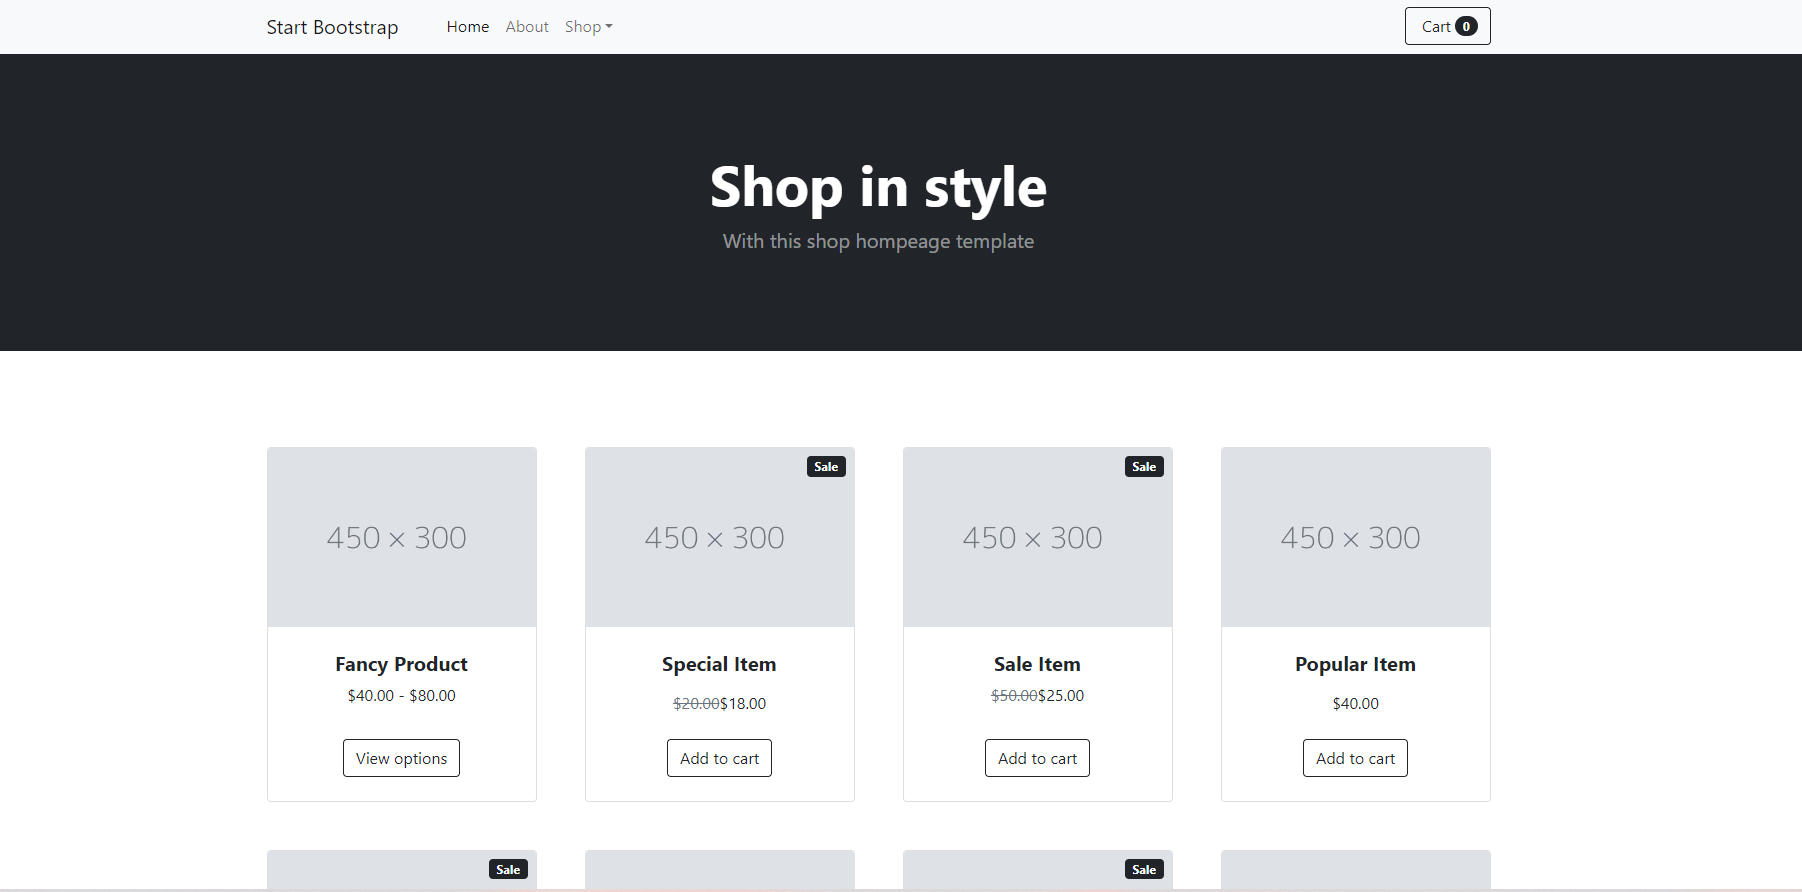 Start Bootstrap Home About Shop Cart 0
Shop in style
With this shop hompeage template
Sale Sale
450 × 300 450 × 300 450 × 300 450 × 300
Fancy Product Special Item Sale Item Popular Item
$40.00 - $80.00 $20.00$18.00 $50.00$25.00 $40.00
View options Add to cart Add to cart Add to cart
Sale Sale